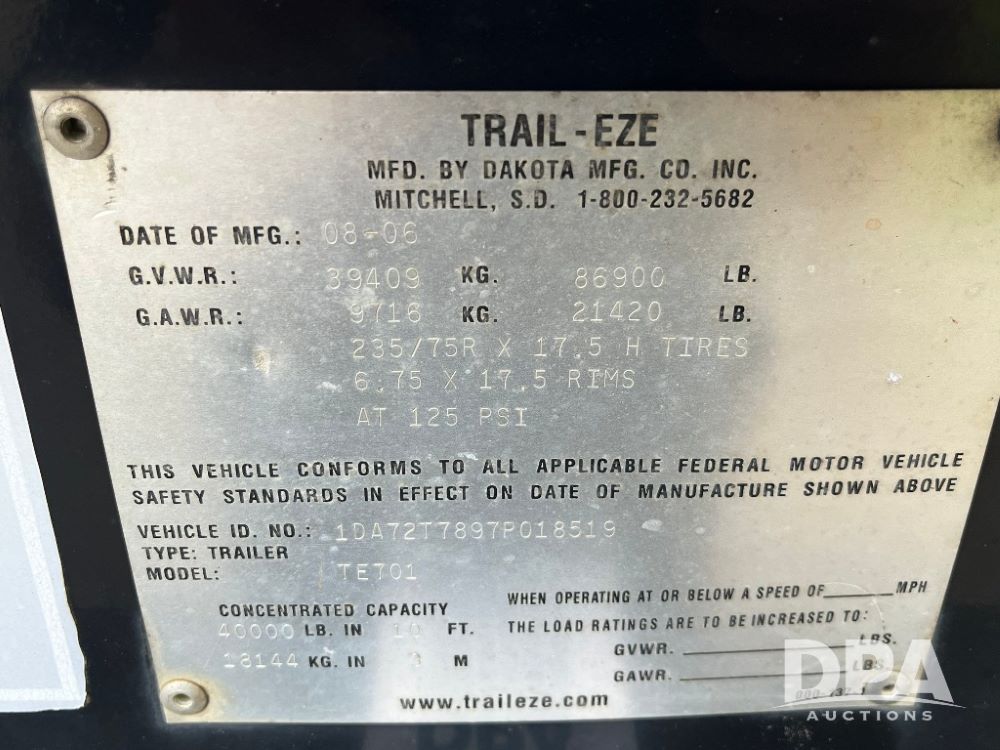 TRAIL-EZE
MFD. BY DAKOTA MFG. CO. INC.
MITCHELL, S.D. 1-800-232-5682
DATE OF MFG.: 08-06
G.V.W.R.: 39409 KG. 86900 LB.
G.A.W.R.: 9716 KG. 21420 LB.
235/75R X 17.5 H TIRES
6.75 X 17.5 RIMS
AT 125 PSI
THIS VEHICLE CONFORMS TO ALL APPLICABLE FEDERAL MOTOR VEHICLE
SAFETY STANDARDS IN EFFECT ON DATE OF MANUFACTURE SHOWN ABOVE
VEHICLE ID. NO.: 1DA72T7897P018519
TYPE: TRAILER
MODEL: TE701
CONCENTRATED CAPACITY
40000 LB. IN 10 FT.
18144 KG. IN 3 M
WHEN OPERATING AT OR BELOW A SPEED OF ______ MPH
THE LOAD RATINGS ARE TO BE INCREASED TO:
GVWR. ______ LBS.
GAWR. ______ LBS.
www.traileze.com
DPA
AUCTIONS